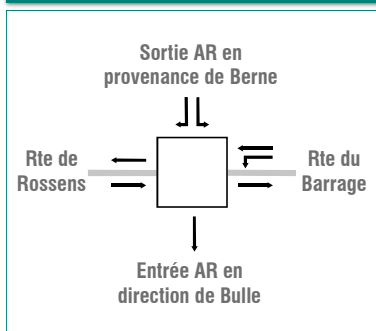 Sortie AR en
provenance de Berne
Rte de
Rossens
Rte du
Barrage
Entrée AR en
direction de Bulle